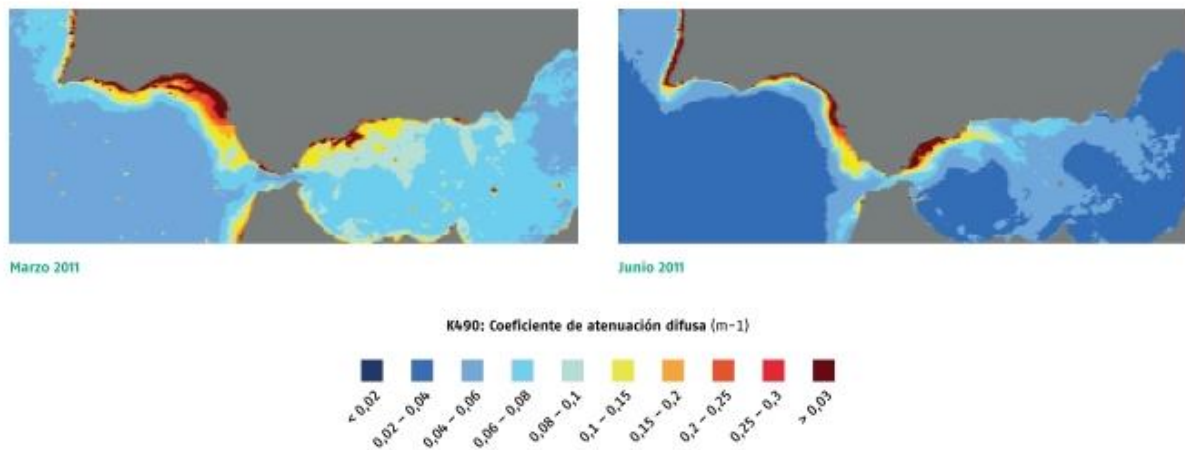 Marzo 2011
Junio 2011
K490: Coeficiente de atenuación difusa (m-1)
< 0,02
0,02 - 0,04
0,04 - 0,06
0,06 - 0,08
0,08 - 0,1
0,1 - 0,15
0,15 - 0,2
0,2 - 0,25
0,25 - 0,3
> 0,03